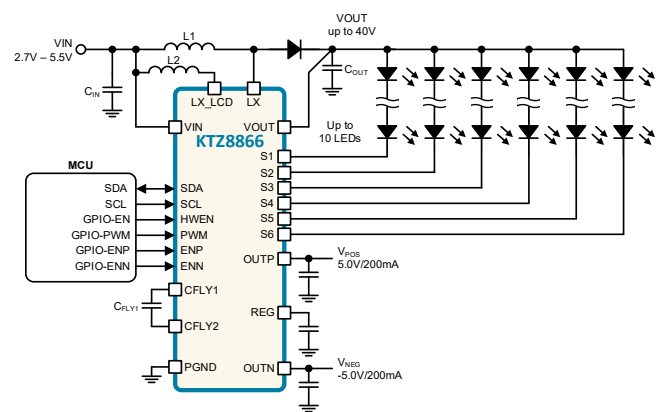 VIN
2.7V – 5.5V
L1
VOUT
up to 40V
L2
CIN
COUT
LX_LCD
LX
VIN
VOUT
KTZ8866
Up to
10 LEDs
S1
S2
S3
S4
S5
S6
MCU
SDA
SCL
GPIO-EN
GPIO-PWM
GPIO-ENP
GPIO-ENN
SDA
SCL
HWEN
PWM
ENP
ENN
OUTP
VPOS
5.0V/200mA
CFLY1
CFLY1
CFLY2
REG
PGND
OUTN
VNEG
-5.0V/200mA